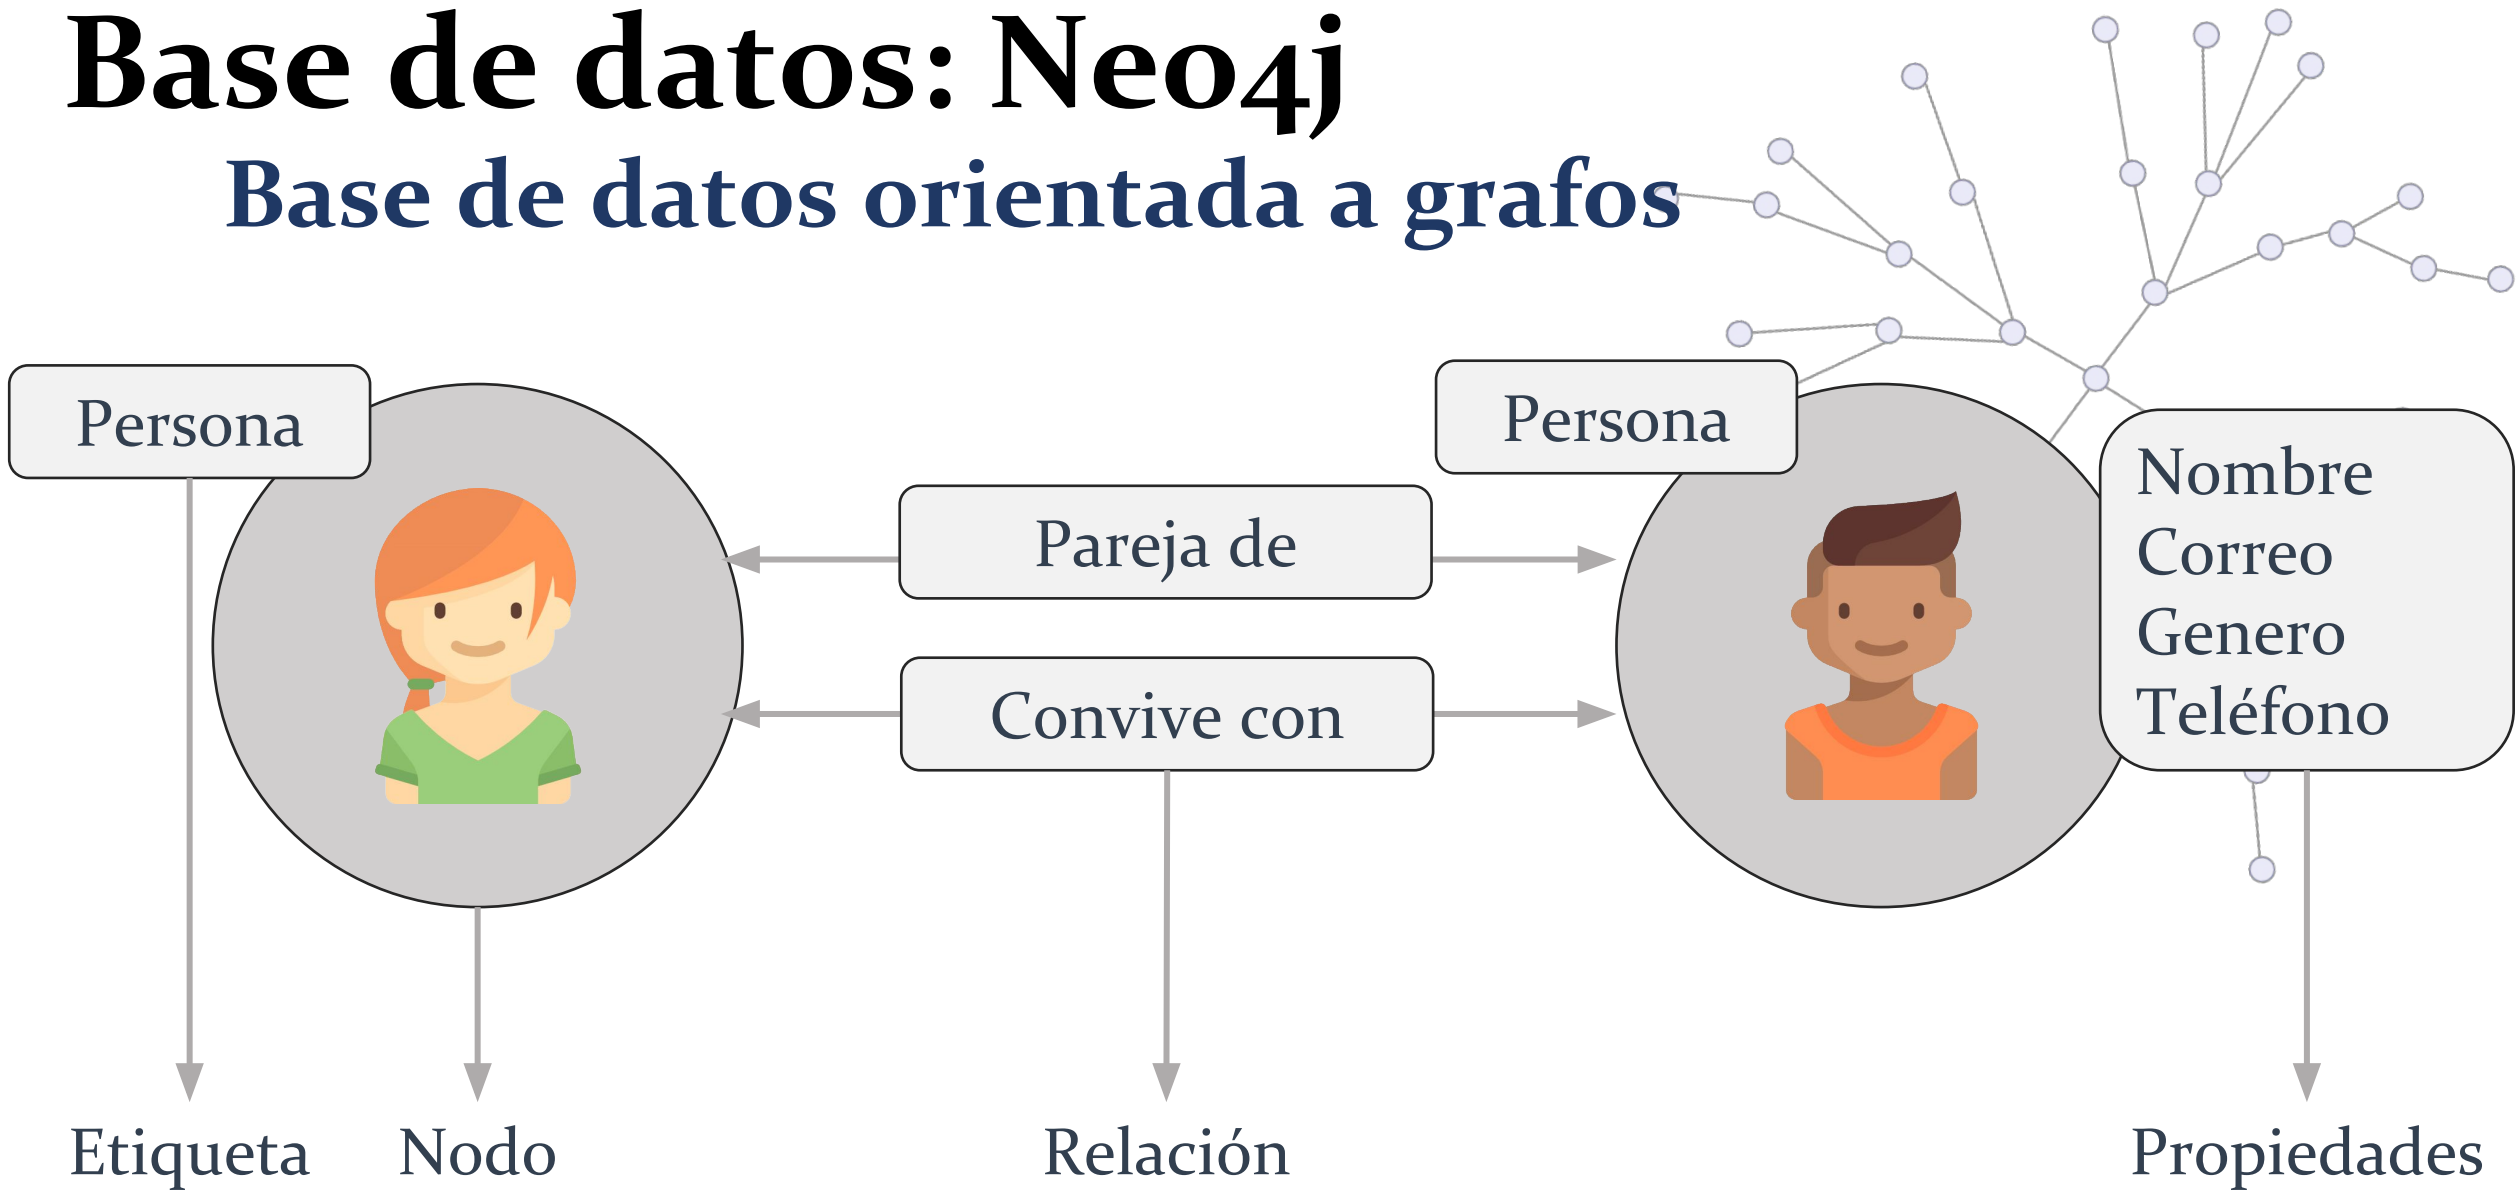 Base de datos: Neo4j
Base de datos orientada a grafos
Persona
Persona
Pareja de
Convive con
Nombre
Correo
Genero
Teléfono
Etiqueta
Nodo
Relación
Propiedades